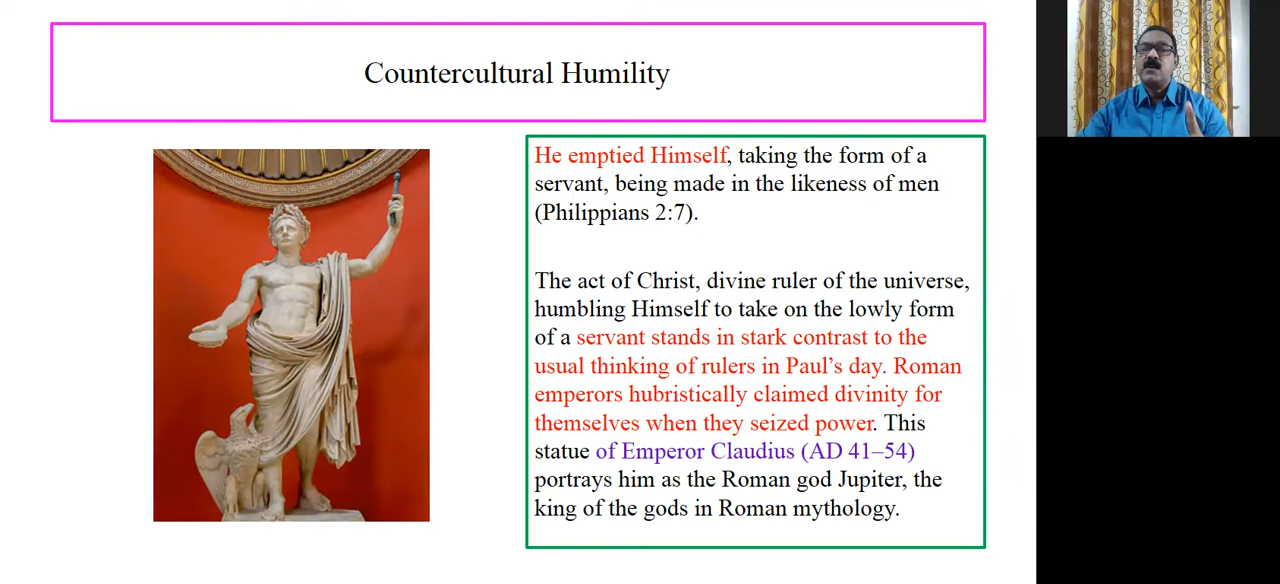 Countercultural Humility
He emptied Himself, taking the form of a
servant, being made in the likeness of men
(Philippians 2:7).
The act of Christ, divine ruler of the universe,
humbling Himself to take on the lowly form
of a servant stands in stark contrast to the
usual thinking of rulers in Paul’s day. Roman
emperors hubristically claimed divinity for
themselves when they seized power. This
statue of Emperor Claudius (AD 41–54)
portrays him as the Roman god Jupiter, the
king of the gods in Roman mythology.